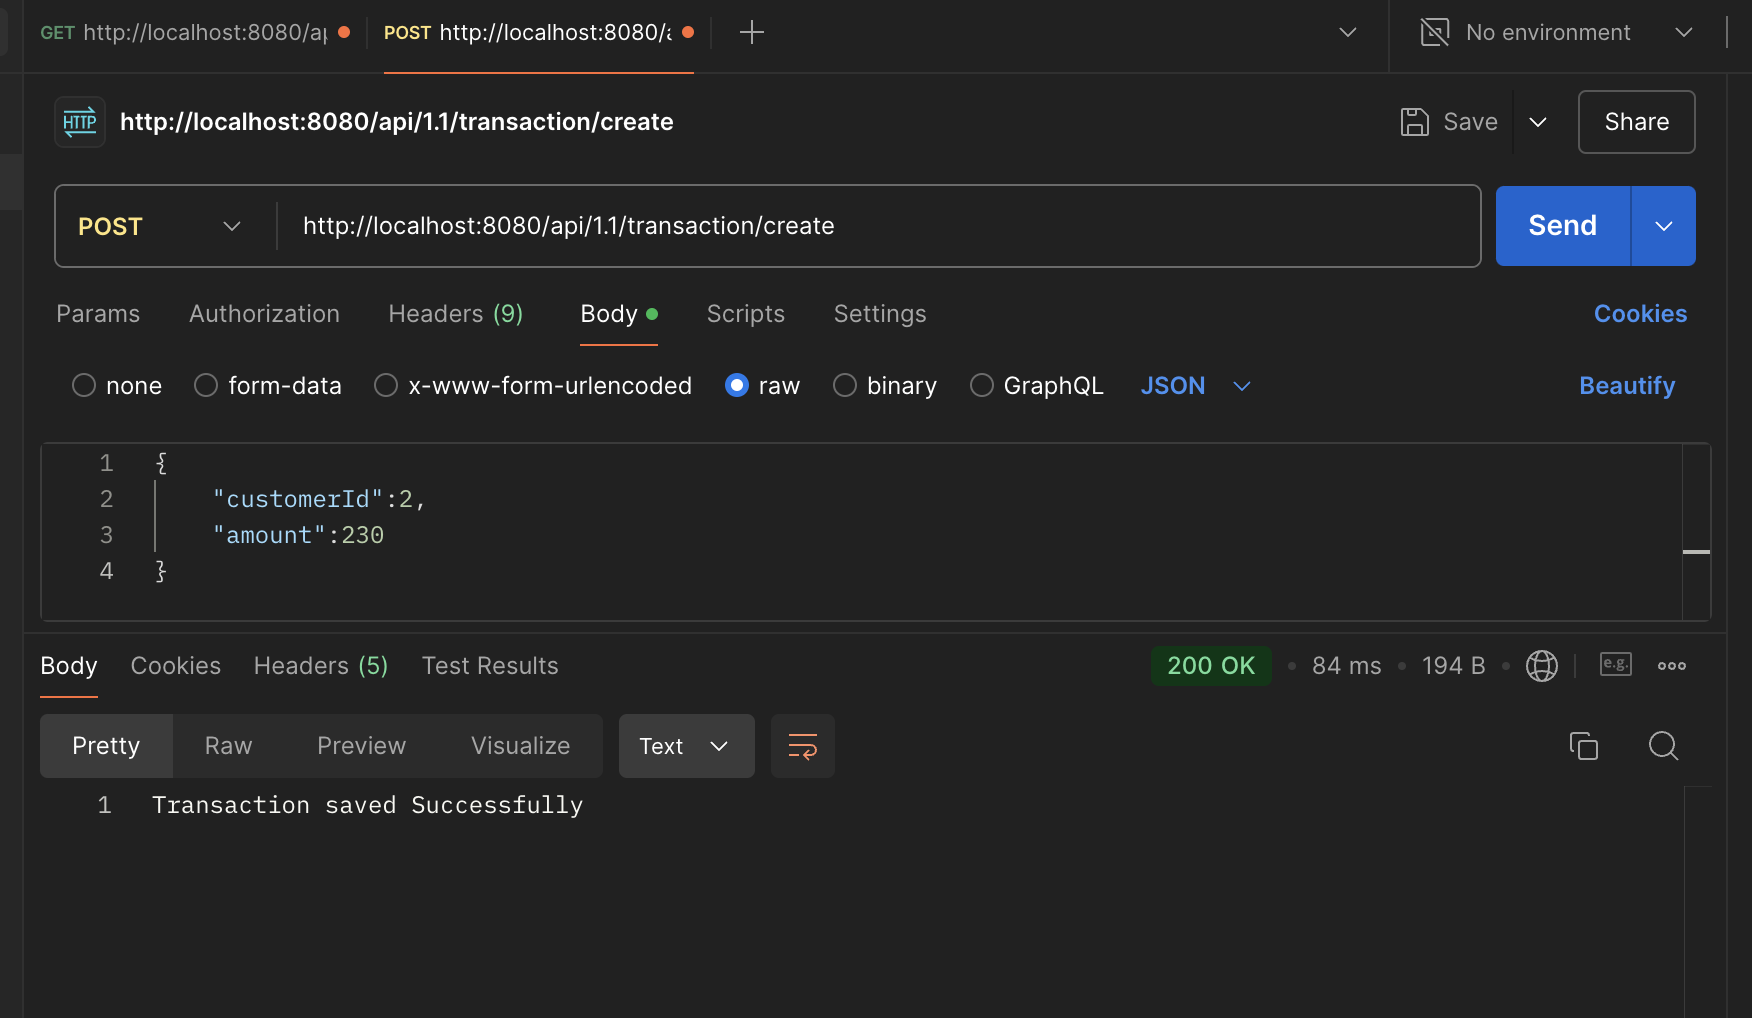 GET http://localhost:8080/ap
POST http://localhost:8080/a
No environment
HTTP http://localhost:8080/api/1.1/transaction/create
Save
Share
POST http://localhost:8080/api/1.1/transaction/create
Send
Params Authorization Headers (9) Body Scripts Settings Cookies
none form-data x-www-form-urlencoded raw binary GraphQL JSON Beautify
1 {
2 "customerId":2,
3 "amount":230
4 }
Body Cookies Headers (5) Test Results 200 OK • 84 ms • 194 B • e.g.
Pretty Raw Preview Visualize Text
1 Transaction saved Successfully